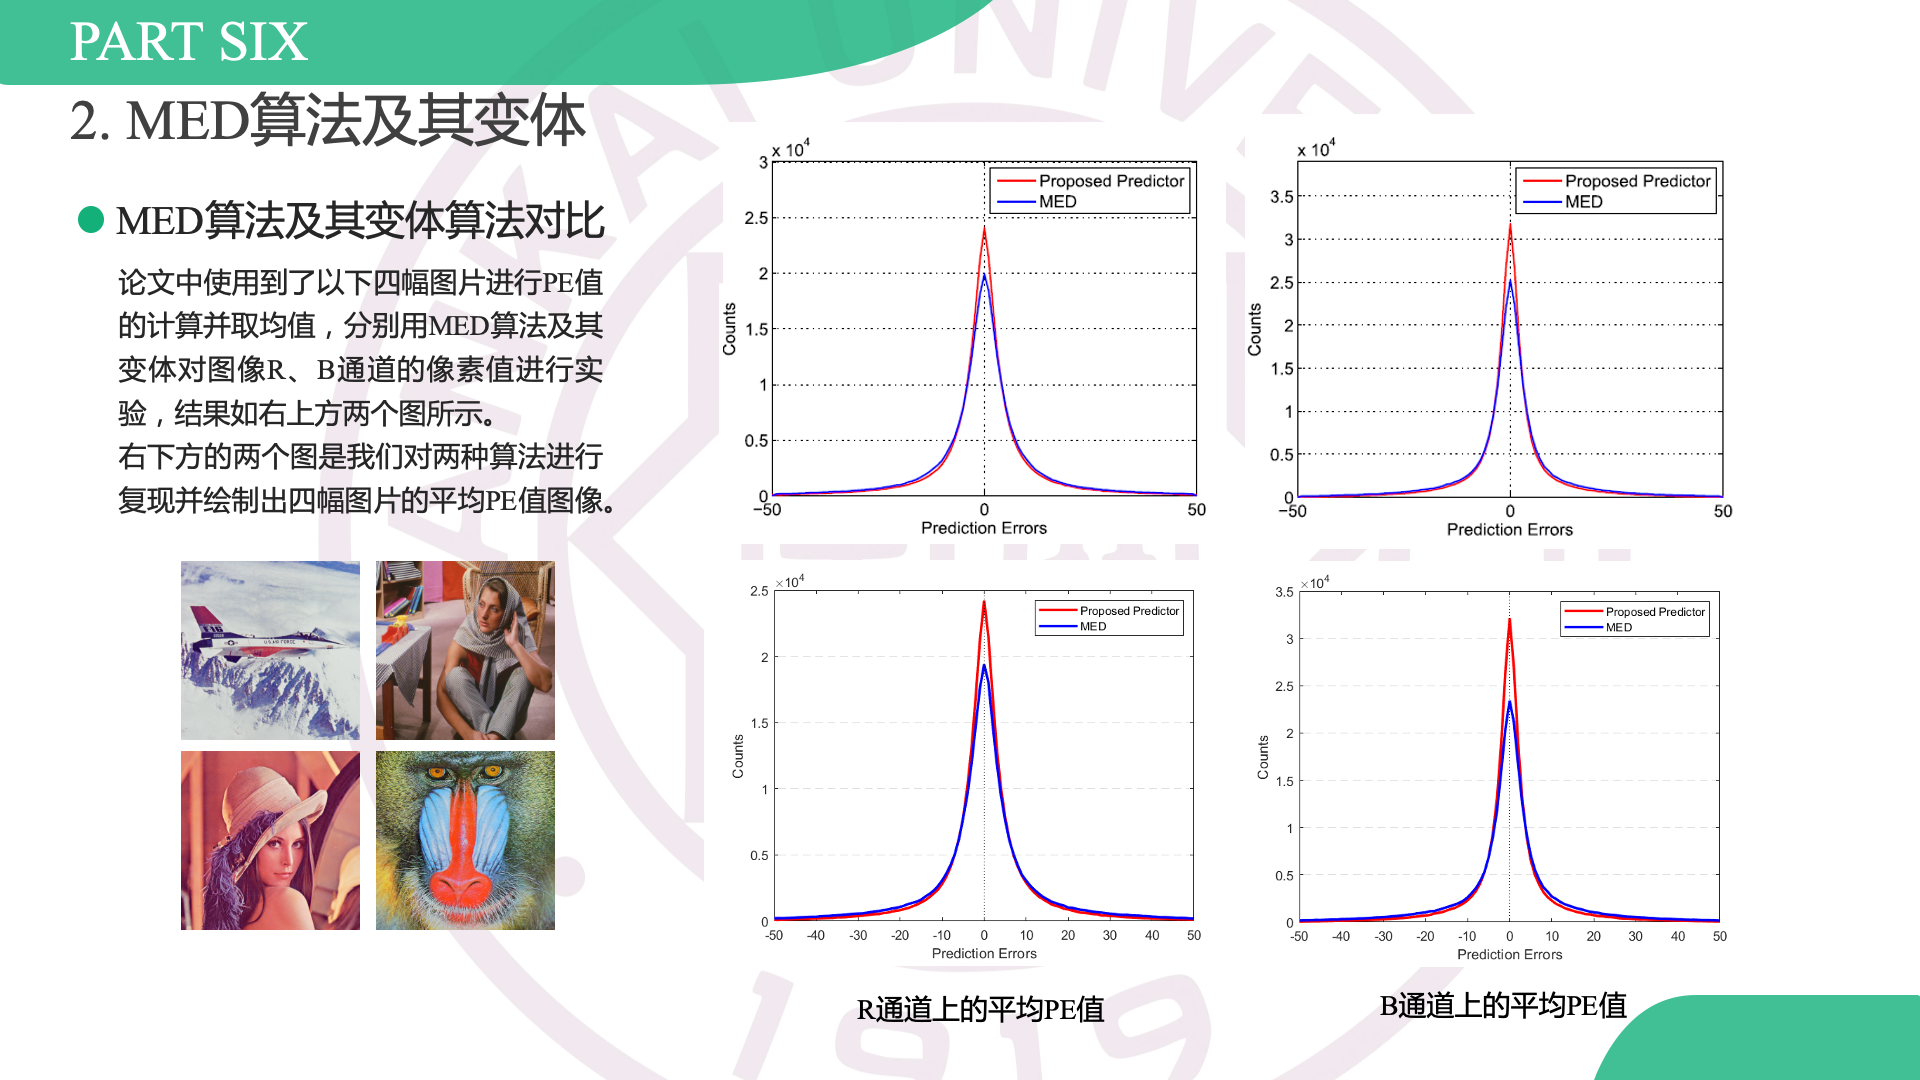 PART SIX
2. MED算法及其变体
MED算法及其变体算法对比
论文中使用到了以下四幅图片进行PE值
的计算并取均值，分别用MED算法及其
变体对图像R、B通道的像素值进行实
验，结果如右上方两个图所示。
右下方的两个图是我们对两种算法进行
复现并绘制出四幅图片的平均PE值图像。
x 10^4
3
2.5
2
1.5
1
0.5
0
Counts
Proposed Predictor
MED
−50 0 50
Prediction Errors
x 10^4
3.5
3
2.5
2
1.5
1
0.5
0
Counts
Proposed Predictor
MED
−50 0 50
Prediction Errors
×10^4
2.5
2
1.5
1
0.5
0
Counts
Proposed Predictor
MED
-50 -40 -30 -20 -10 0 10 20 30 40 50
Prediction Errors
×10^4
3.5
3
2.5
2
1.5
1
0.5
0
Counts
Proposed Predictor
MED
-50 -40 -30 -20 -10 0 10 20 30 40 50
Prediction Errors
R通道上的平均PE值
B通道上的平均PE值
U.S. AIR FORCE
F16
1919